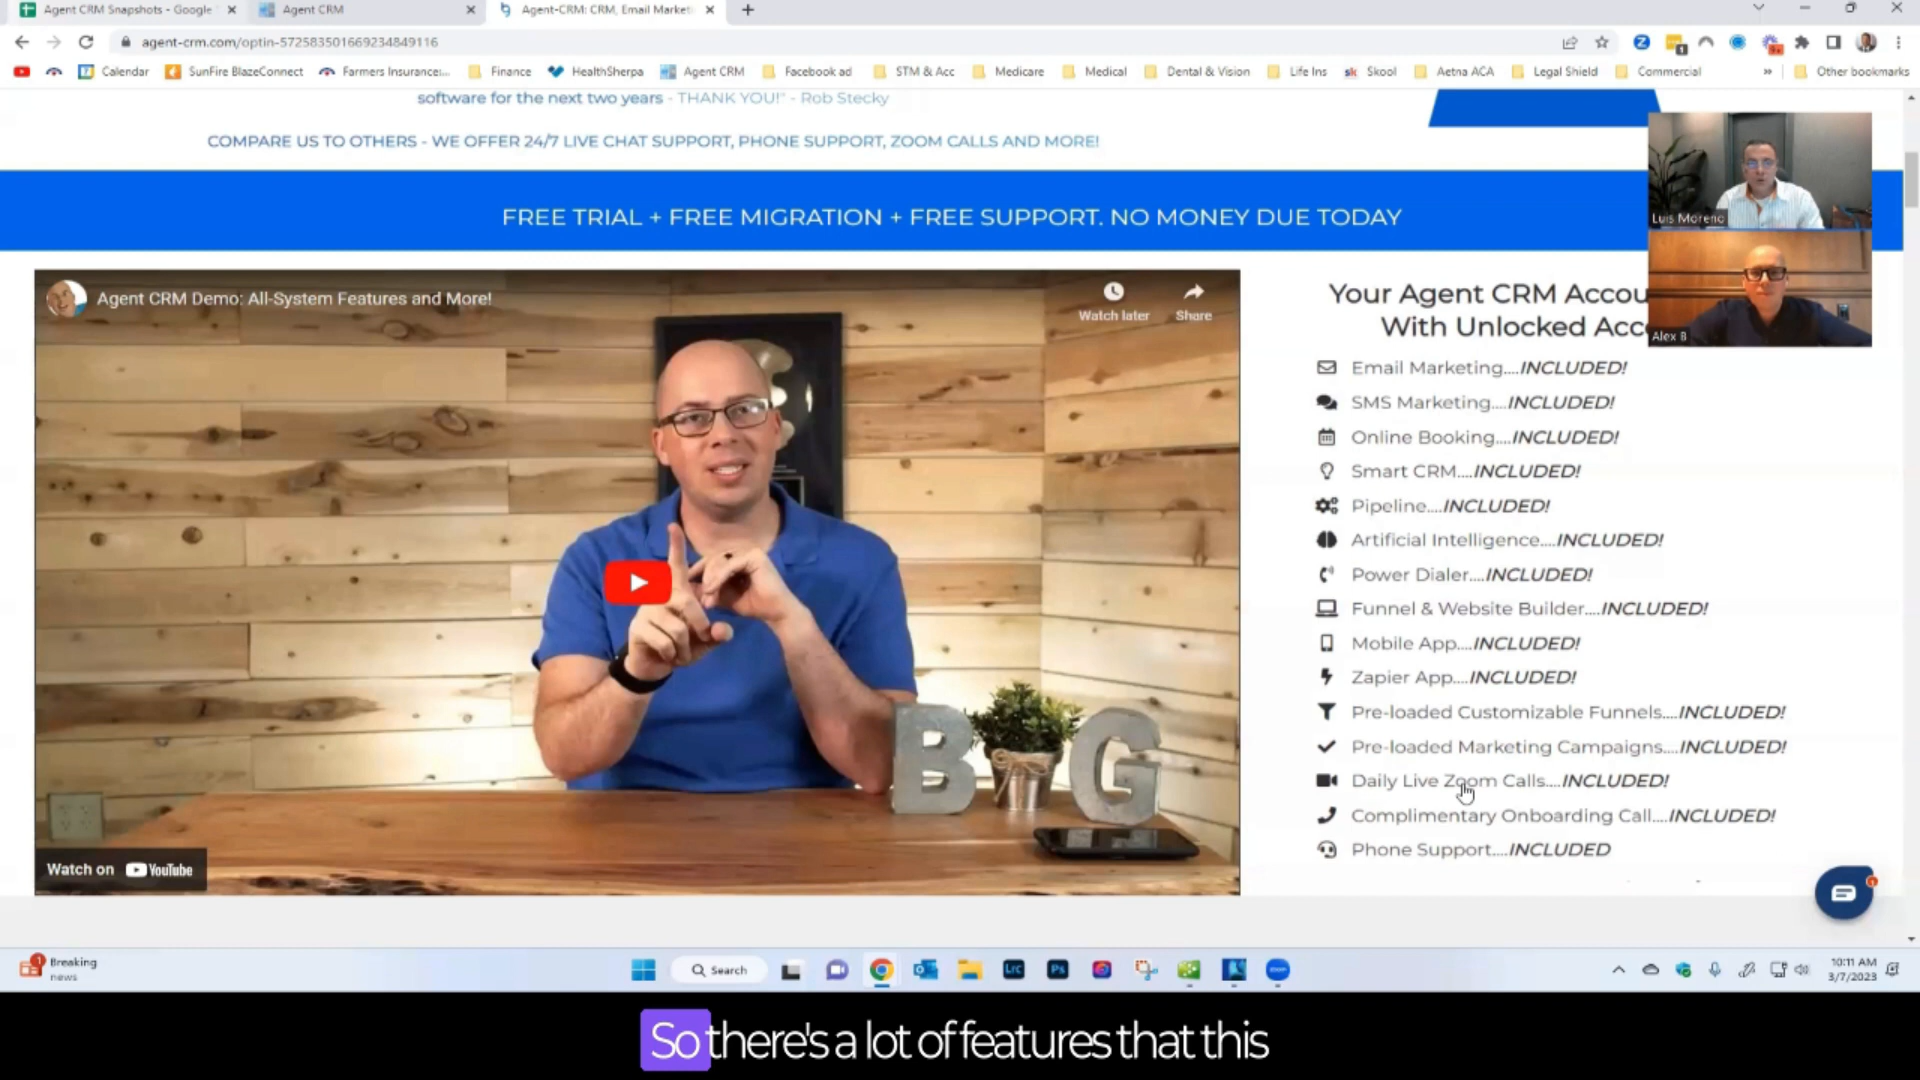 Agent CRM Snapshots - Google
Agent CRM
Agent-CRM: CRM, Email Market
agent-crm.com/optin-572583501669234849116
Calendar
SunFire BlazeConnect
Farmers Insurance:...
Finance
HealthSherpa
Agent CRM
Facebook ad
STM & Acc
Medicare
Medical
Dental & Vision
Life Ins
sk Skool
Aetna ACA
Legal Shield
Commercial
»
Other bookmarks
software for the next two years - THANK YOU!" - Rob Stecky
COMPARE US TO OTHERS - WE OFFER 24/7 LIVE CHAT SUPPORT, PHONE SUPPORT, ZOOM CALLS AND MORE!
FREE TRIAL + FREE MIGRATION + FREE SUPPORT. NO MONEY DUE TODAY
Luis Moreno
Alex B
Agent CRM Demo: All-System Features and More!
Watch later
Share
B G
Watch on YouTube
Your Agent CRM Accou
With Unlocked Acc
Email Marketing....INCLUDED!
SMS Marketing....INCLUDED!
Online Booking....INCLUDED!
Smart CRM....INCLUDED!
Pipeline....INCLUDED!
Artificial Intelligence....INCLUDED!
Power Dialer....INCLUDED!
Funnel & Website Builder....INCLUDED!
Mobile App....INCLUDED!
Zapier App....INCLUDED!
Pre-loaded Customizable Funnels....INCLUDED!
Pre-loaded Marketing Campaigns....INCLUDED!
Daily Live Zoom Calls....INCLUDED!
Complimentary Onboarding Call....INCLUDED!
Phone Support....INCLUDED
1
Breaking
news
Search
Lrc
Ps
10:11 AM
3/7/2023
So there's a lot of features that this